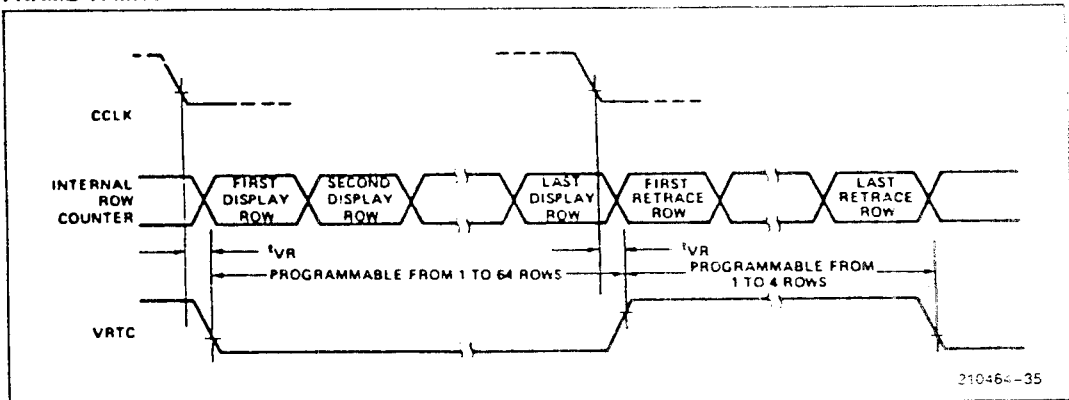 CCLK
INTERNAL
ROW
COUNTER
FIRST
DISPLAY
ROW
SECOND
DISPLAY
ROW
LAST
DISPLAY
ROW
FIRST
RETRACE
ROW
LAST
RETRACE
ROW
tVR
PROGRAMMABLE FROM 1 TO 64 ROWS
tVR
PROGRAMMABLE FROM
1 TO 4 ROWS
VRTC
210464-35